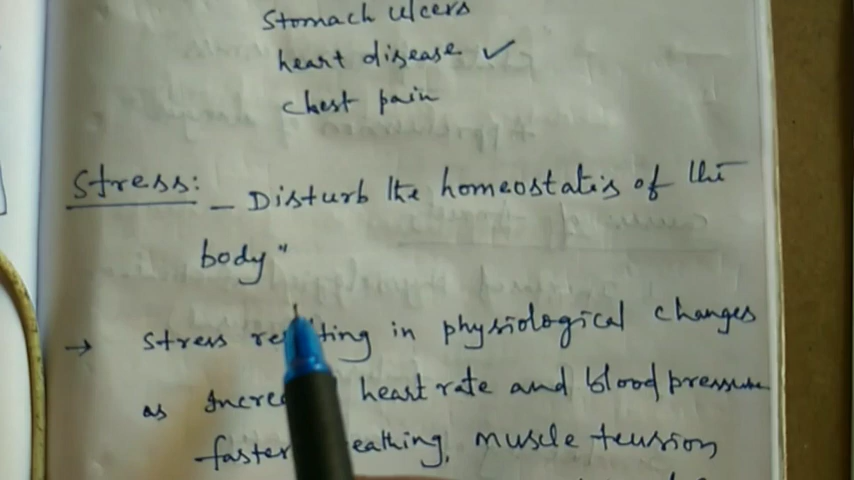 Stomach ulcers
heart disease ✓
chest pain
Stress: - Disturb the homeostatis of the
body"
→ Stress in physiological changes
as heart rate and blood pressure
faster muscle tension